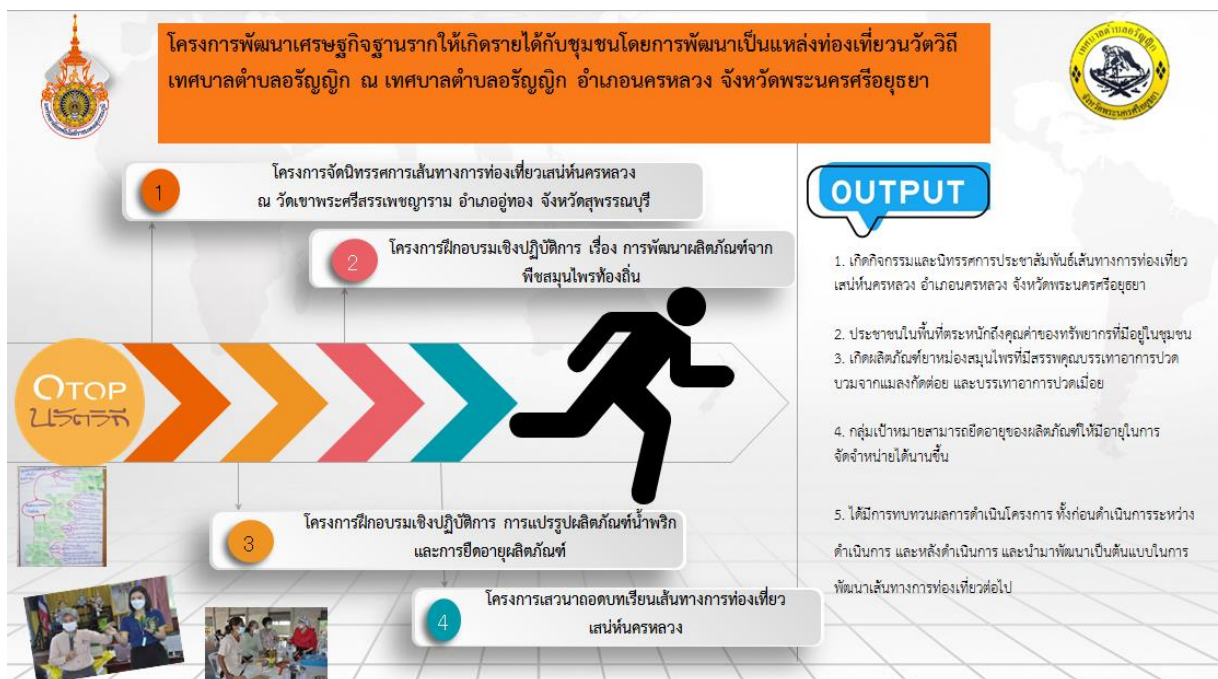 โครงการพัฒนาเศรษฐกิจฐานรากให้เกิดรายได้กับชุมชนโดยการพัฒนาเป็นแหล่งท่องเที่ยวนวัตวิถี
เทศบาลตำบลอรัญญิก ณ เทศบาลตำบลอรัญญิก อำเภอนครหลวง จังหวัดพระนครศรีอยุธยา
เทศบาลตำบลอรัญญิก
จังหวัดพระนครศรีอยุธยา
1
โครงการจัดนิทรรศการเส้นทางการท่องเที่ยวเสน่ห์นครหลวง
ณ วัดเขาพระศรีสรรเพชญาราม อำเภออู่ทอง จังหวัดสุพรรณบุรี
2
โครงการฝึกอบรมเชิงปฏิบัติการ เรื่อง การพัฒนาผลิตภัณฑ์จาก
พืชสมุนไพรท้องถิ่น
OTOP
นวัตวิถี
3
โครงการฝึกอบรมเชิงปฏิบัติการ การแปรรูปผลิตภัณฑ์น้ำพริก
และการยืดอายุผลิตภัณฑ์
4
โครงการเสวนาถอดบทเรียนเส้นทางการท่องเที่ยว
เสน่ห์นครหลวง
OUTPUT
1. เกิดกิจกรรมและนิทรรศการประชาสัมพันธ์เส้นทางการท่องเที่ยว
เสน่ห์นครหลวง อำเภอนครหลวง จังหวัดพระนครศรีอยุธยา
2. ประชาชนในพื้นที่ตระหนักถึงคุณค่าของทรัพยากรที่มีอยู่ในชุมชน
3. เกิดผลิตภัณฑ์ยาหม่องสมุนไพรที่มีสรรพคุณบรรเทาอาการปวด
บวมจากแมลงกัดต่อย และบรรเทาอาการปวดเมื่อย
4. กลุ่มเป้าหมายสามารถยืดอายุของผลิตภัณฑ์ให้มีอายุในการ
จัดจำหน่ายได้นานขึ้น
5. ได้มีการทบทวนผลการดำเนินโครงการ ทั้งก่อนดำเนินการระหว่าง
ดำเนินการ และหลังดำเนินการ และนำมาพัฒนาเป็นต้นแบบในการ
พัฒนาเส้นทางการท่องเที่ยวต่อไป